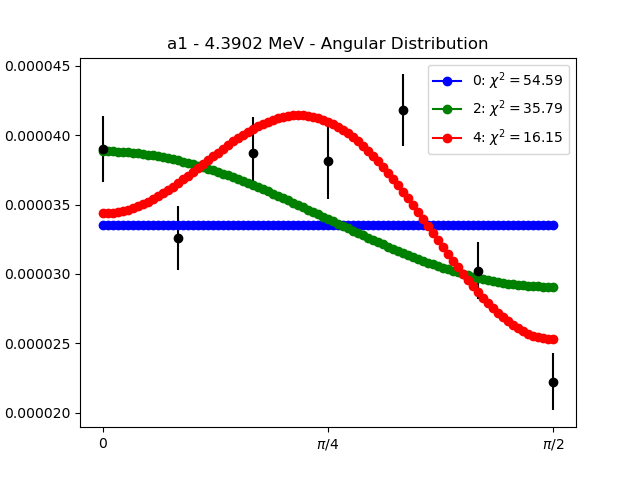 a1 - 4.3902 MeV - Angular Distribution
0.000045
0.000040
0.000035
0.000030
0.000025
0.000020
0: χ² = 54.59
2: χ² = 35.79
4: χ² = 16.15
0
π/4
π/2